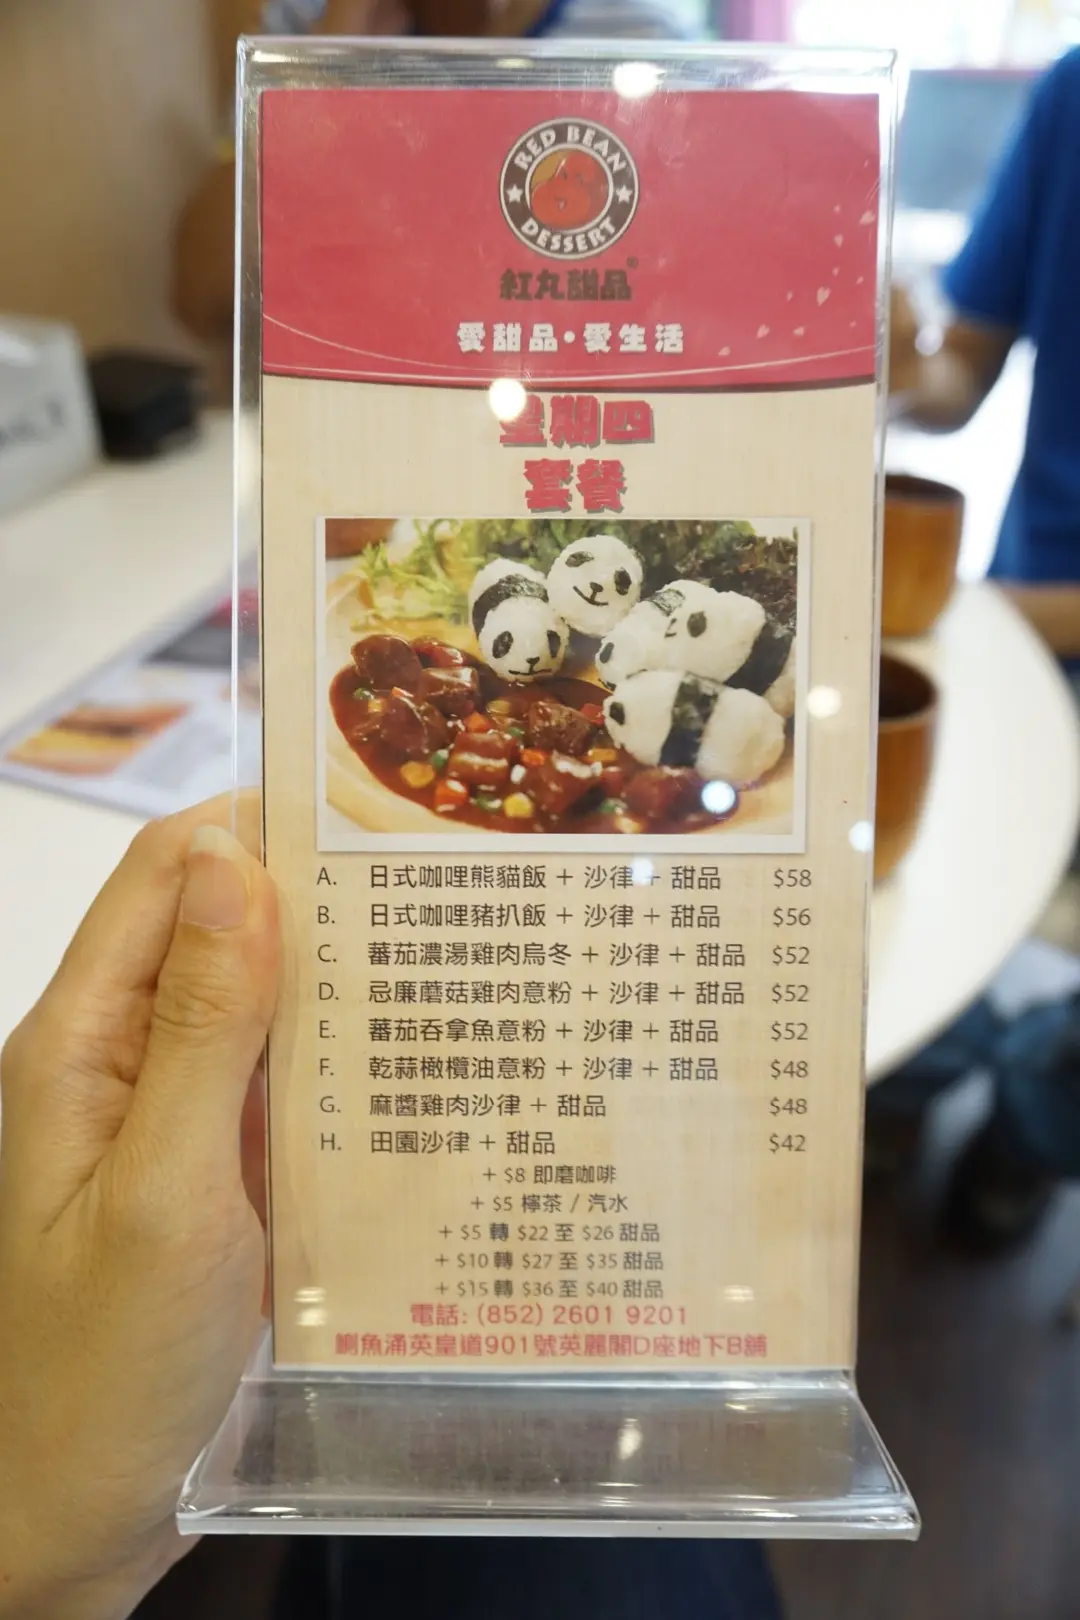 RED BEAN
DESSERT
紅丸甜品®
愛甜品•愛生活
星期四
套餐
A. 日式咖哩熊貓飯 + 沙律 + 甜品 $58
B. 日式咖哩豬扒飯 + 沙律 + 甜品 $56
C. 蕃茄濃湯雞肉烏冬 + 沙律 + 甜品 $52
D. 忌廉蘑菇雞肉意粉 + 沙律 + 甜品 $52
E. 蕃茄吞拿魚意粉 + 沙律 + 甜品 $52
F. 乾蒜橄欖油意粉 + 沙律 + 甜品 $48
G. 麻醬雞肉沙律 + 甜品 $48
H. 田園沙律 + 甜品 $42
+ $8 即磨咖啡
+ $5 檸茶 / 汽水
+ $5 轉 $22 至 $26 甜品
+ $10 轉 $27 至 $35 甜品
+ $15 轉 $36 至 $40 甜品
電話: (852) 2601 9201
鰂魚涌英皇道901號英麗閣D座地下B舖